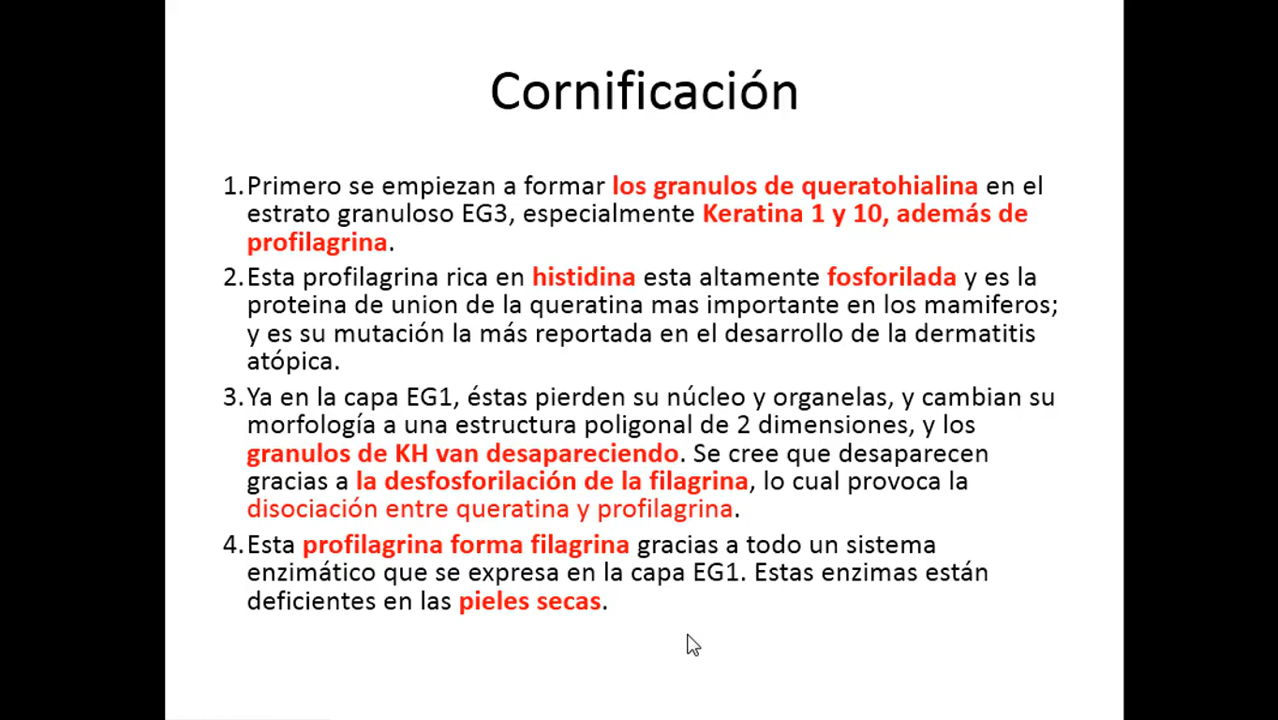 Cornificación
1. Primero se empiezan a formar los granulos de queratohialina en el
estrato granuloso EG3, especialmente Keratina 1 y 10, además de
profilagrina.
2. Esta profilagrina rica en histidina esta altamente fosforilada y es la
proteina de union de la queratina mas importante en los mamiferos;
y es su mutación la más reportada en el desarrollo de la dermatitis
atópica.
3. Ya en la capa EG1, éstas pierden su núcleo y organelas, y cambian su
morfología a una estructura poligonal de 2 dimensiones, y los
granulos de KH van desapareciendo. Se cree que desaparecen
gracias a la desfosforilación de la filagrina, lo cual provoca la
disociación entre queratina y profilagrina.
4. Esta profilagrina forma filagrina gracias a todo un sistema
enzimático que se expresa en la capa EG1. Estas enzimas están
deficientes en las pieles secas.